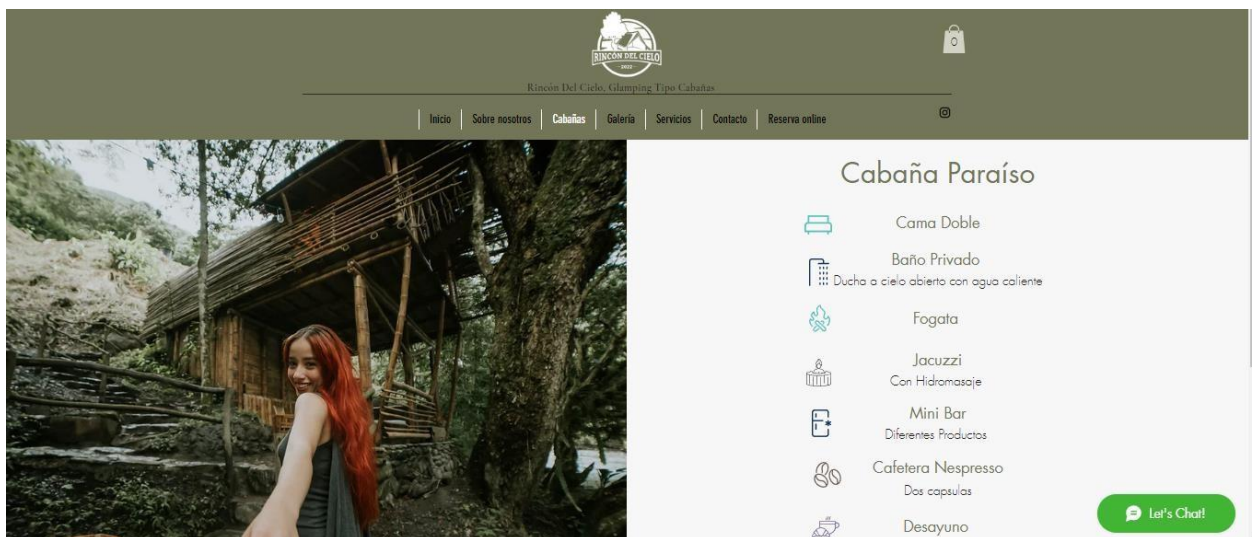 RINCÓN DEL CIELO
2022
0
Rincón Del Cielo, Glamping Tipo Cabañas
Inicio
Sobre nosotros
Cabañas
Galería
Servicios
Contacto
Reserva online
Cabaña Paraíso
Cama Doble
Baño Privado
Ducha a cielo abierto con agua caliente
Fogata
Jacuzzi
Con Hidromasaje
Mini Bar
Diferentes Productos
Cafetera Nespresso
Dos capsulas
Desayuno
Let's Chat!